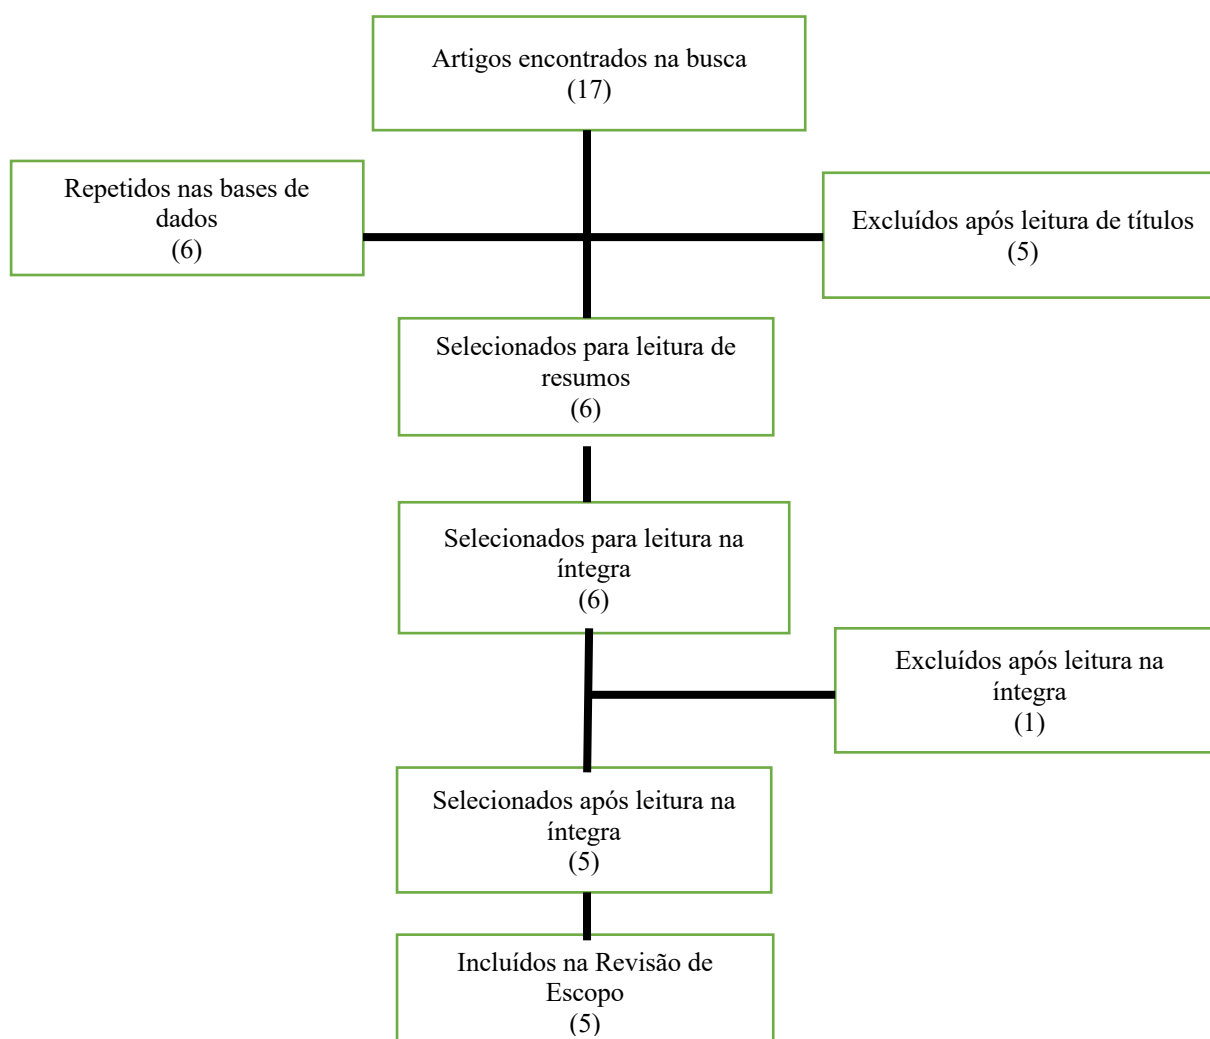 Artigos encontrados na busca
(17)
Repetidos nas bases de
dados
(6)
Excluídos após leitura de títulos
(5)
Selecionados para leitura de
resumos
(6)
Selecionados para leitura na
íntegra
(6)
Excluídos após leitura na
íntegra
(1)
Selecionados após leitura na
íntegra
(5)
Incluídos na Revisão de
Escopo
(5)